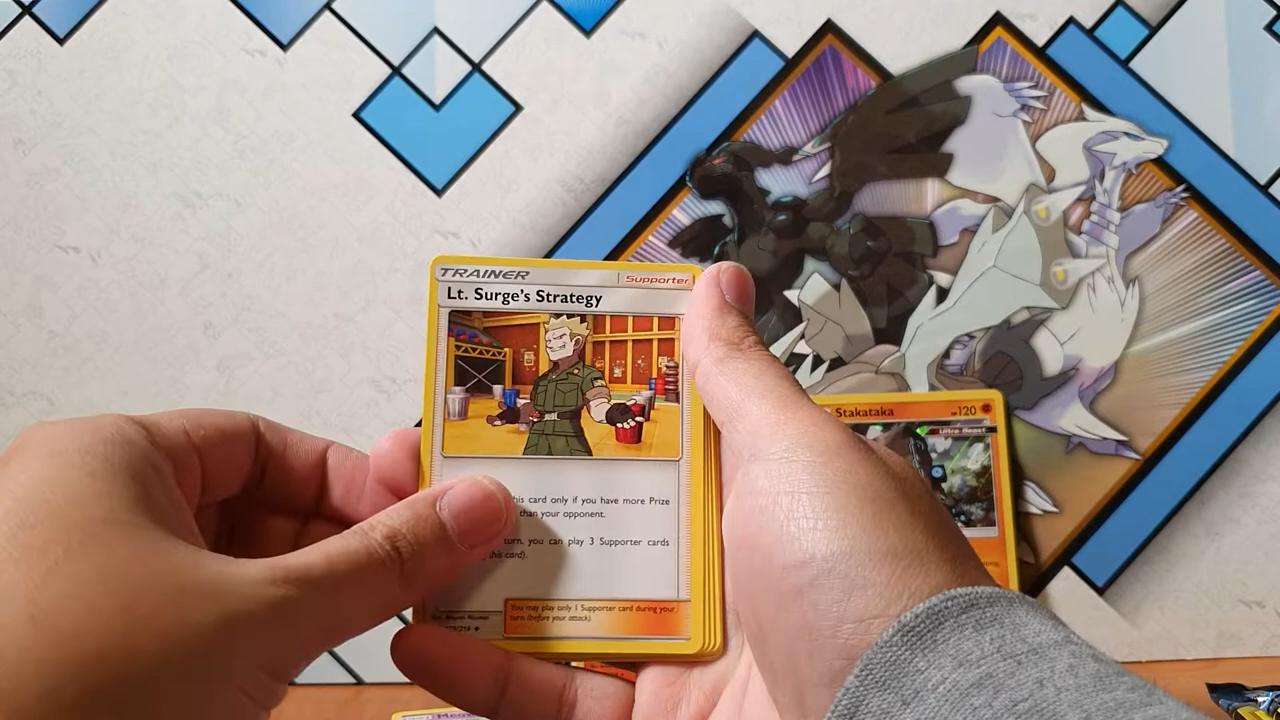 TRAINER
Supporter
Lt. Surge's Strategy
his card only if you have more Prize
than your opponent.
turn, you can play 3 Supporter cards
this card).
You may play only 1 Supporter card during your
turn (before your attack).
Stakataka
HP120
Ultra Beast